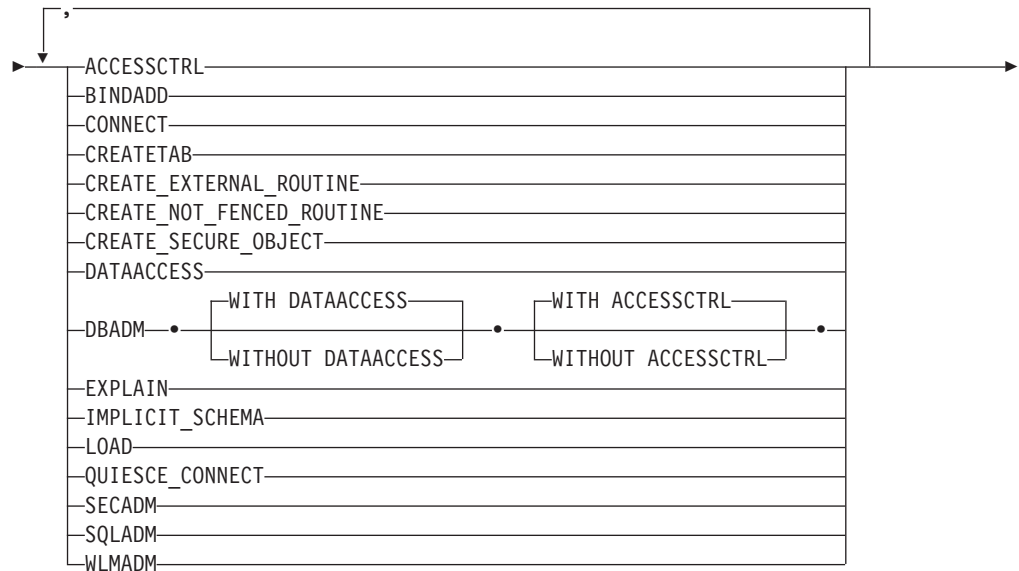 ,
ACCESSCTRL
BINDADD
CONNECT
CREATETAB
CREATE_EXTERNAL_ROUTINE
CREATE_NOT_FENCED_ROUTINE
CREATE_SECURE_OBJECT
DATAACCESS
WITH DATAACCESS WITH ACCESSCTRL
DBADM
WITHOUT DATAACCESS WITHOUT ACCESSCTRL
EXPLAIN
IMPLICIT_SCHEMA
LOAD
QUIESCE_CONNECT
SECADM
SQLADM
WLMADM